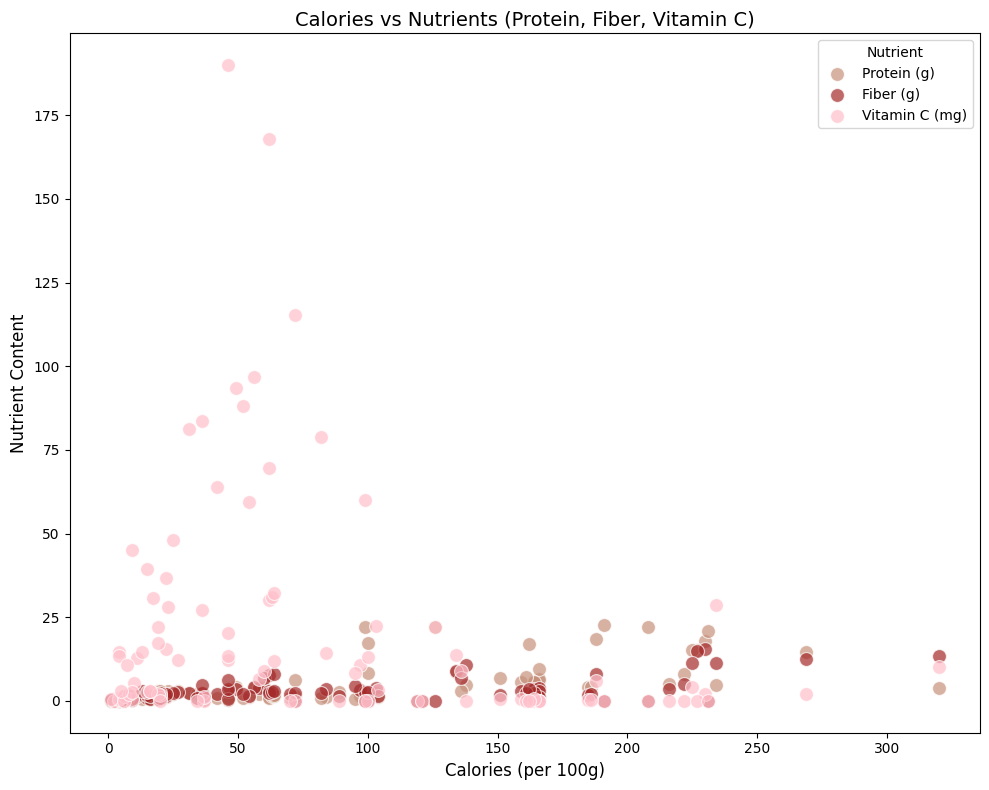 Calories vs Nutrients (Protein, Fiber, Vitamin C)
Nutrient
Protein (g)
Fiber (g)
Vitamin C (mg)
Nutrient Content
175
150
125
100
75
50
25
0
0
50
100
150
200
250
300
Calories (per 100g)